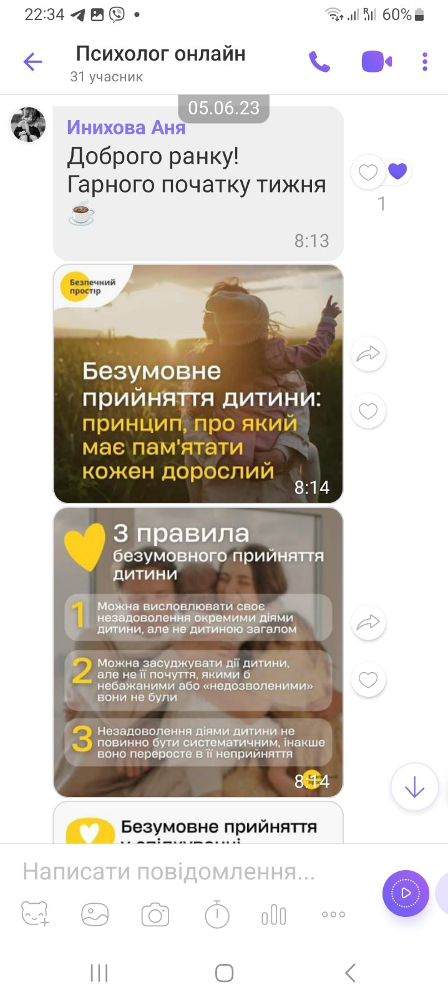 22:34
60%
Психолог онлайн
31 учасник
05.06.23
Инихова Аня
Доброго ранку!
Гарного початку тижня
8:13
1
Безпечний
простір
Безумовне
прийняття дитини:
принцип, про який
має пам'ятати
кожен дорослий
8:14
3 правила
безумовного прийняття
дитини
1 Можна висловлювати своє
незадоволення окремими діями
дитини, але не дитиною загалом
2 Можна засуджувати дії дитини,
але не її почуття, якими б
небажаними або «недозволеними»
вони не були
3 Незадоволення діями дитини не
повинно бути систематичним, інакше
воно переросте в її неприйняття
8:14
Безумовне прийняття
у спілкуванні
Написати повідомлення...